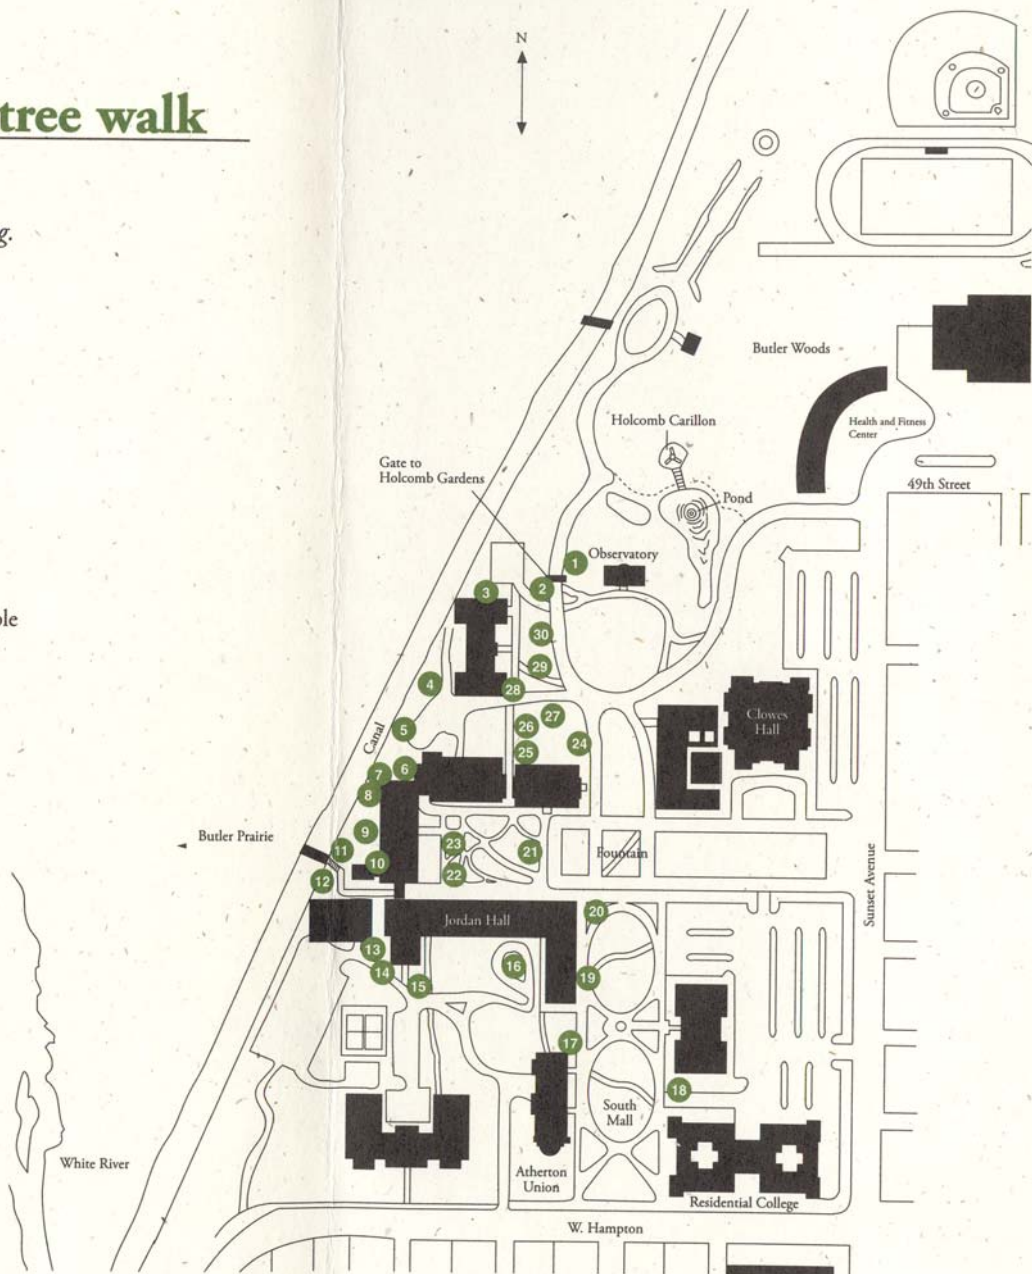 tree walk
N
g.
Butler Woods
Health and Fitness
Center
Holcomb Carillon
Gate to
Holcomb Gardens
49th Street
Pond
1
Observatory
2
3
ole
30
29
4
28
Clowes
Hall
27
26
5
24
25
Canal
6
7
8
9
Butler Prairie
23
21
Fountain
11
10
22
12
Sunset Avenue
20
Jordan Hall
13
16
14
19
15
17
18
South
Mall
White River
Atherton
Union
Residential College
W. Hampton